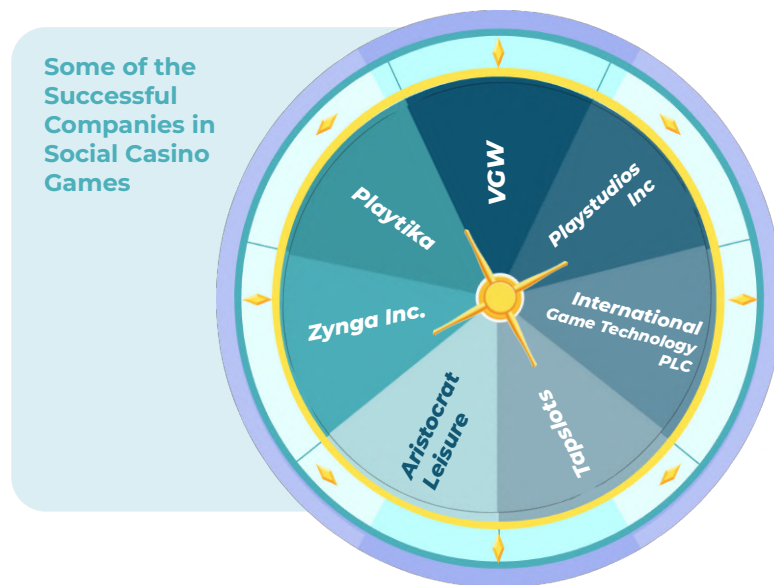 Some of the
Successful
Companies in
Social Casino
Games
VGW
Playstudios
Inc
International
Game Technology
PLC
Tapslots
Aristocrat
Leisure
Zynga Inc.
Playtika